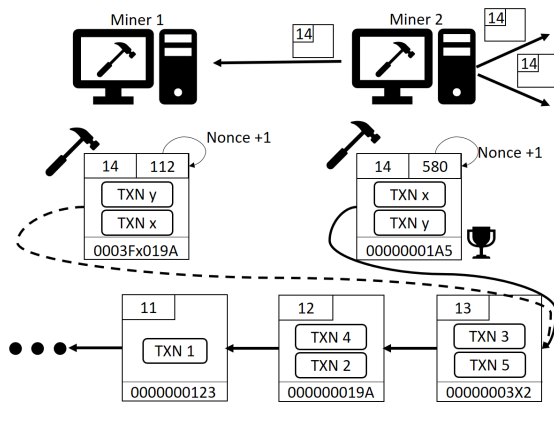 Miner 1
Miner 2
14
14
14
Nonce +1
Nonce +1
14 112
TXN y
TXN x
0003Fx019A
14 580
TXN x
TXN y
00000001A5
11
TXN 1
0000000123
12
TXN 4
TXN 2
000000019A
13
TXN 3
TXN 5
00000003X2